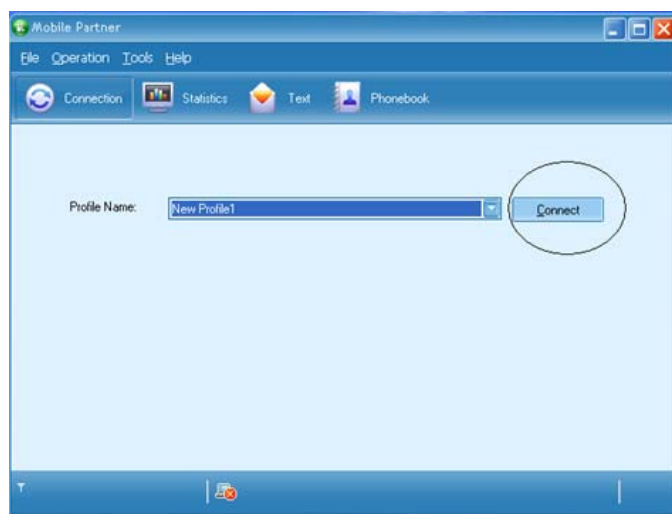 Mobile Partner
File Operation Tools Help
Connection Statistics Text Phonebook
Profile Name: New Profile1 Connect